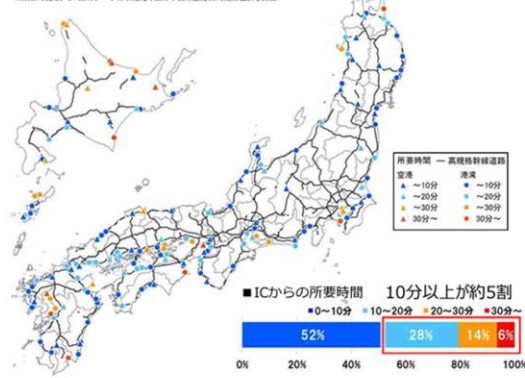 所要時間 ー 高規格幹線道路
空港 港湾
▲ ～10分 ● ～10分
▲ ～20分 ● ～20分
▲ ～30分 ● ～30分
▲ 30分～ ● 30分～
■ICからの所要時間 10分以上が約5割
■0～10分 ■10～20分 ■20～30分 ■30分～
52% 28% 14% 6%
0% 20% 40% 60% 80% 100%